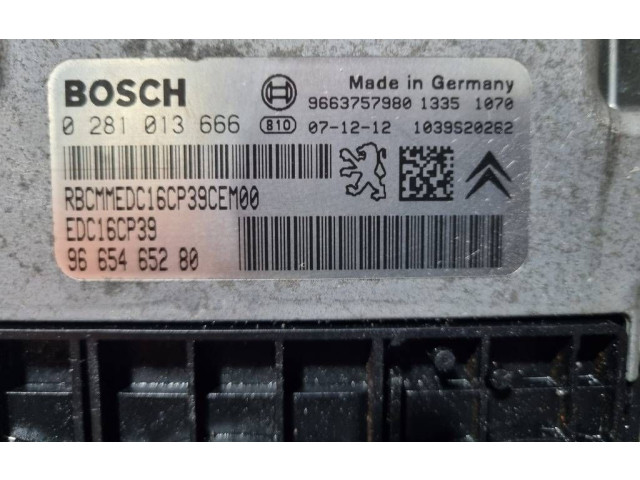 BOSCH Made in Germany
9663757980 1335 1070
0 281 013 666 810 07-12-12 1039S20262
RBCMMEDC16CP39CEM00
EDC16CP39
96 654 652 80